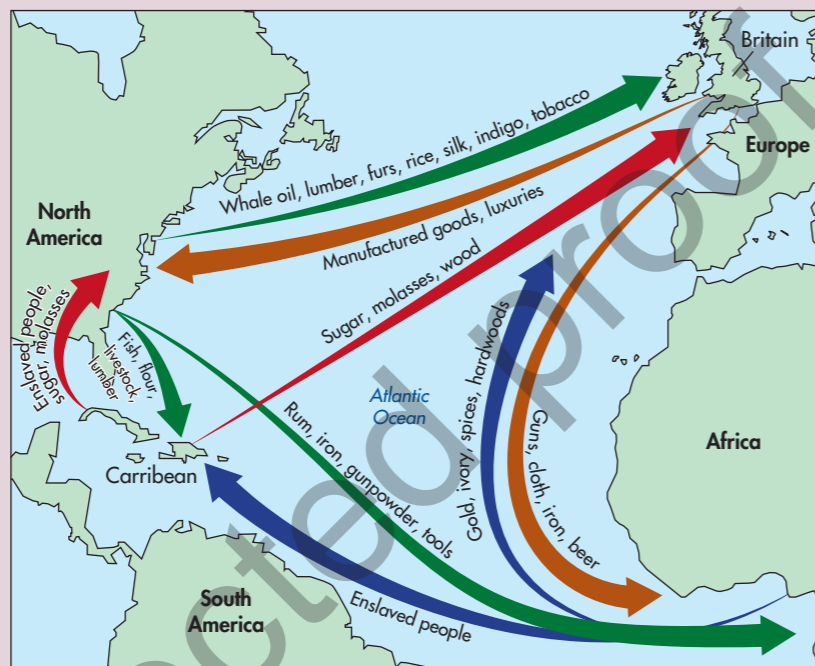 Britain
Europe
Whale oil, lumber, furs, rice, silk, indigo, tobacco
Manufactured goods, luxuries
Sugar, molasses, wood
North
America
Enslaved people,
sugar, molasses
Fish, flour,
livestock,
lumber
Atlantic
Ocean
Gold, ivory, spices, hardwoods
Guns, cloth, iron, beer
Africa
Carribean
Rum, iron, gunpowder, tools
Enslaved people
South
America
cted proof